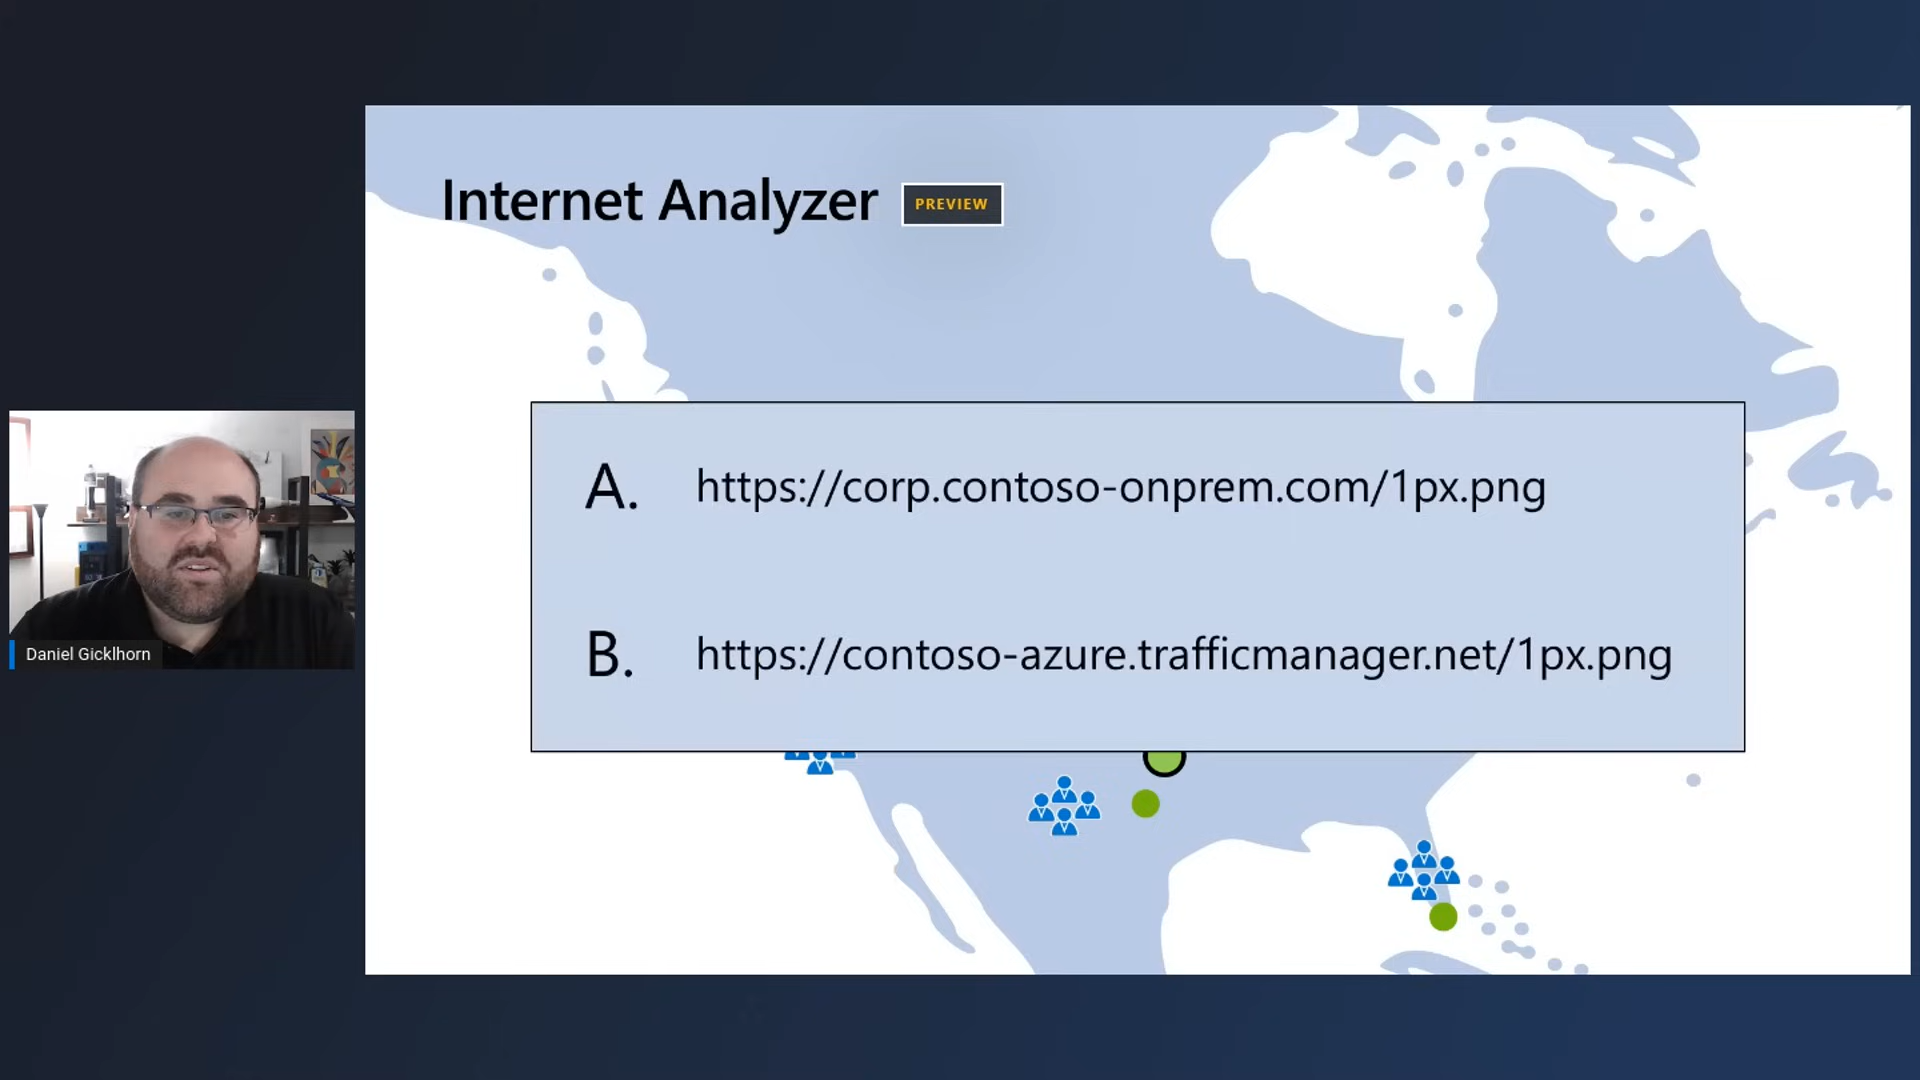 Internet Analyzer PREVIEW
A. https://corp.contoso-onprem.com/1px.png
B. https://contoso-azure.trafficmanager.net/1px.png
Daniel Gicklhorn